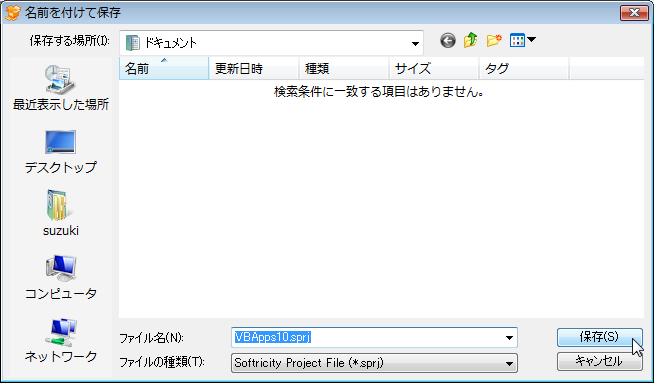 名前を付けて保存
保存する場所(I):
ドキュメント
名前 更新日時 種類 サイズ タグ
検索条件に一致する項目はありません。
最近表示した場所
デスクトップ
suzuki
コンピュータ
ネットワーク
ファイル名(N):
VBApps10.sprj
保存(S)
ファイルの種類(T):
Softricity Project File (*.sprj)
キャンセル